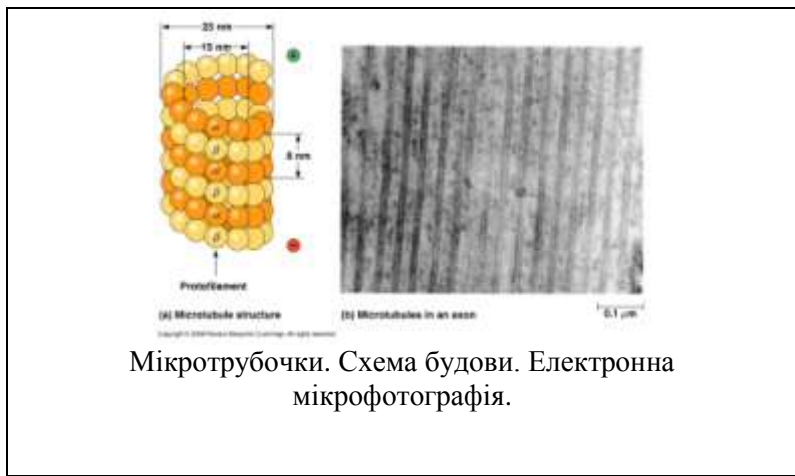 25 nm
15 nm
+
8 nm
β
β
β
−
Protofilament
(a) Microtubule structure
(b) Microtubules in an axon
0.1 μm
Мікротрубочки. Схема будови. Електронна
мікрофотографія.